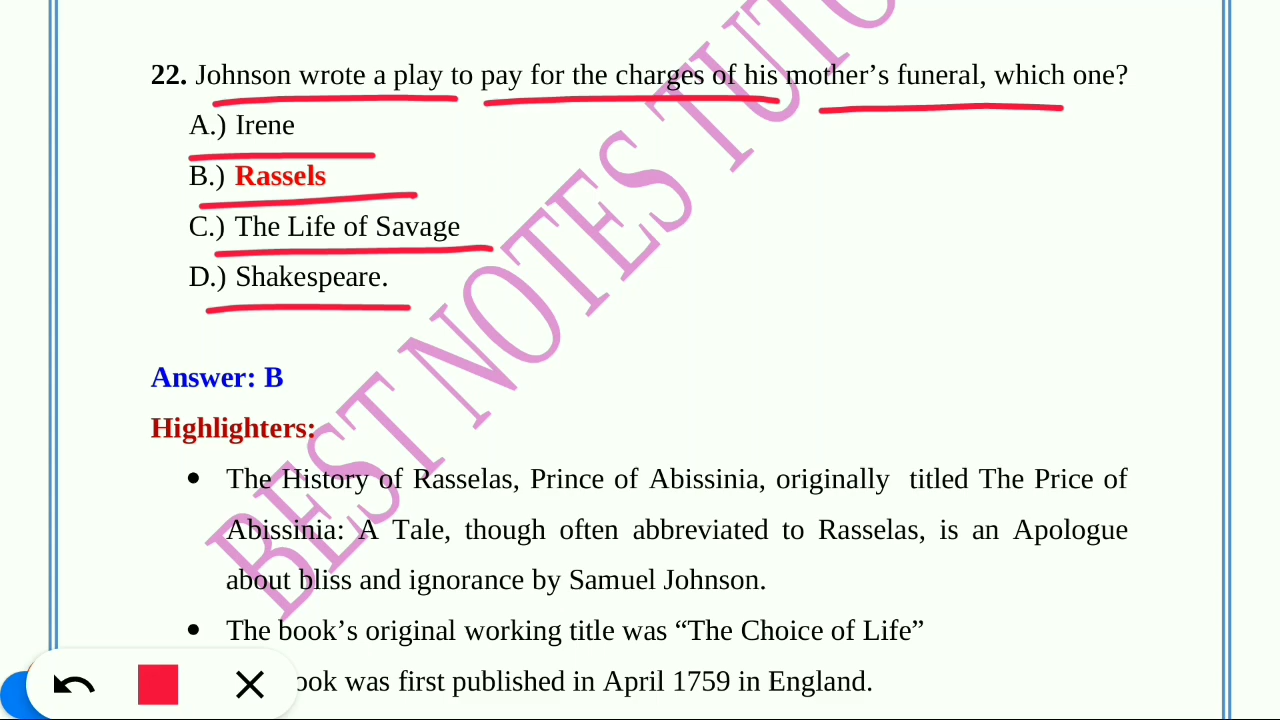 22. Johnson wrote a play to pay for the charges of his mother’s funeral, which one?
A.) Irene
B.) Rassels
C.) The Life of Savage
D.) Shakespeare.
Answer: B
Highlighters:
The History of Rasselas, Prince of Abissinia, originally titled The Price of
Abissinia: A Tale, though often abbreviated to Rasselas, is an Apologue
about bliss and ignorance by Samuel Johnson.
The book’s original working title was “The Choice of Life”
ook was first published in April 1759 in England.
BEST NOTES TUTO